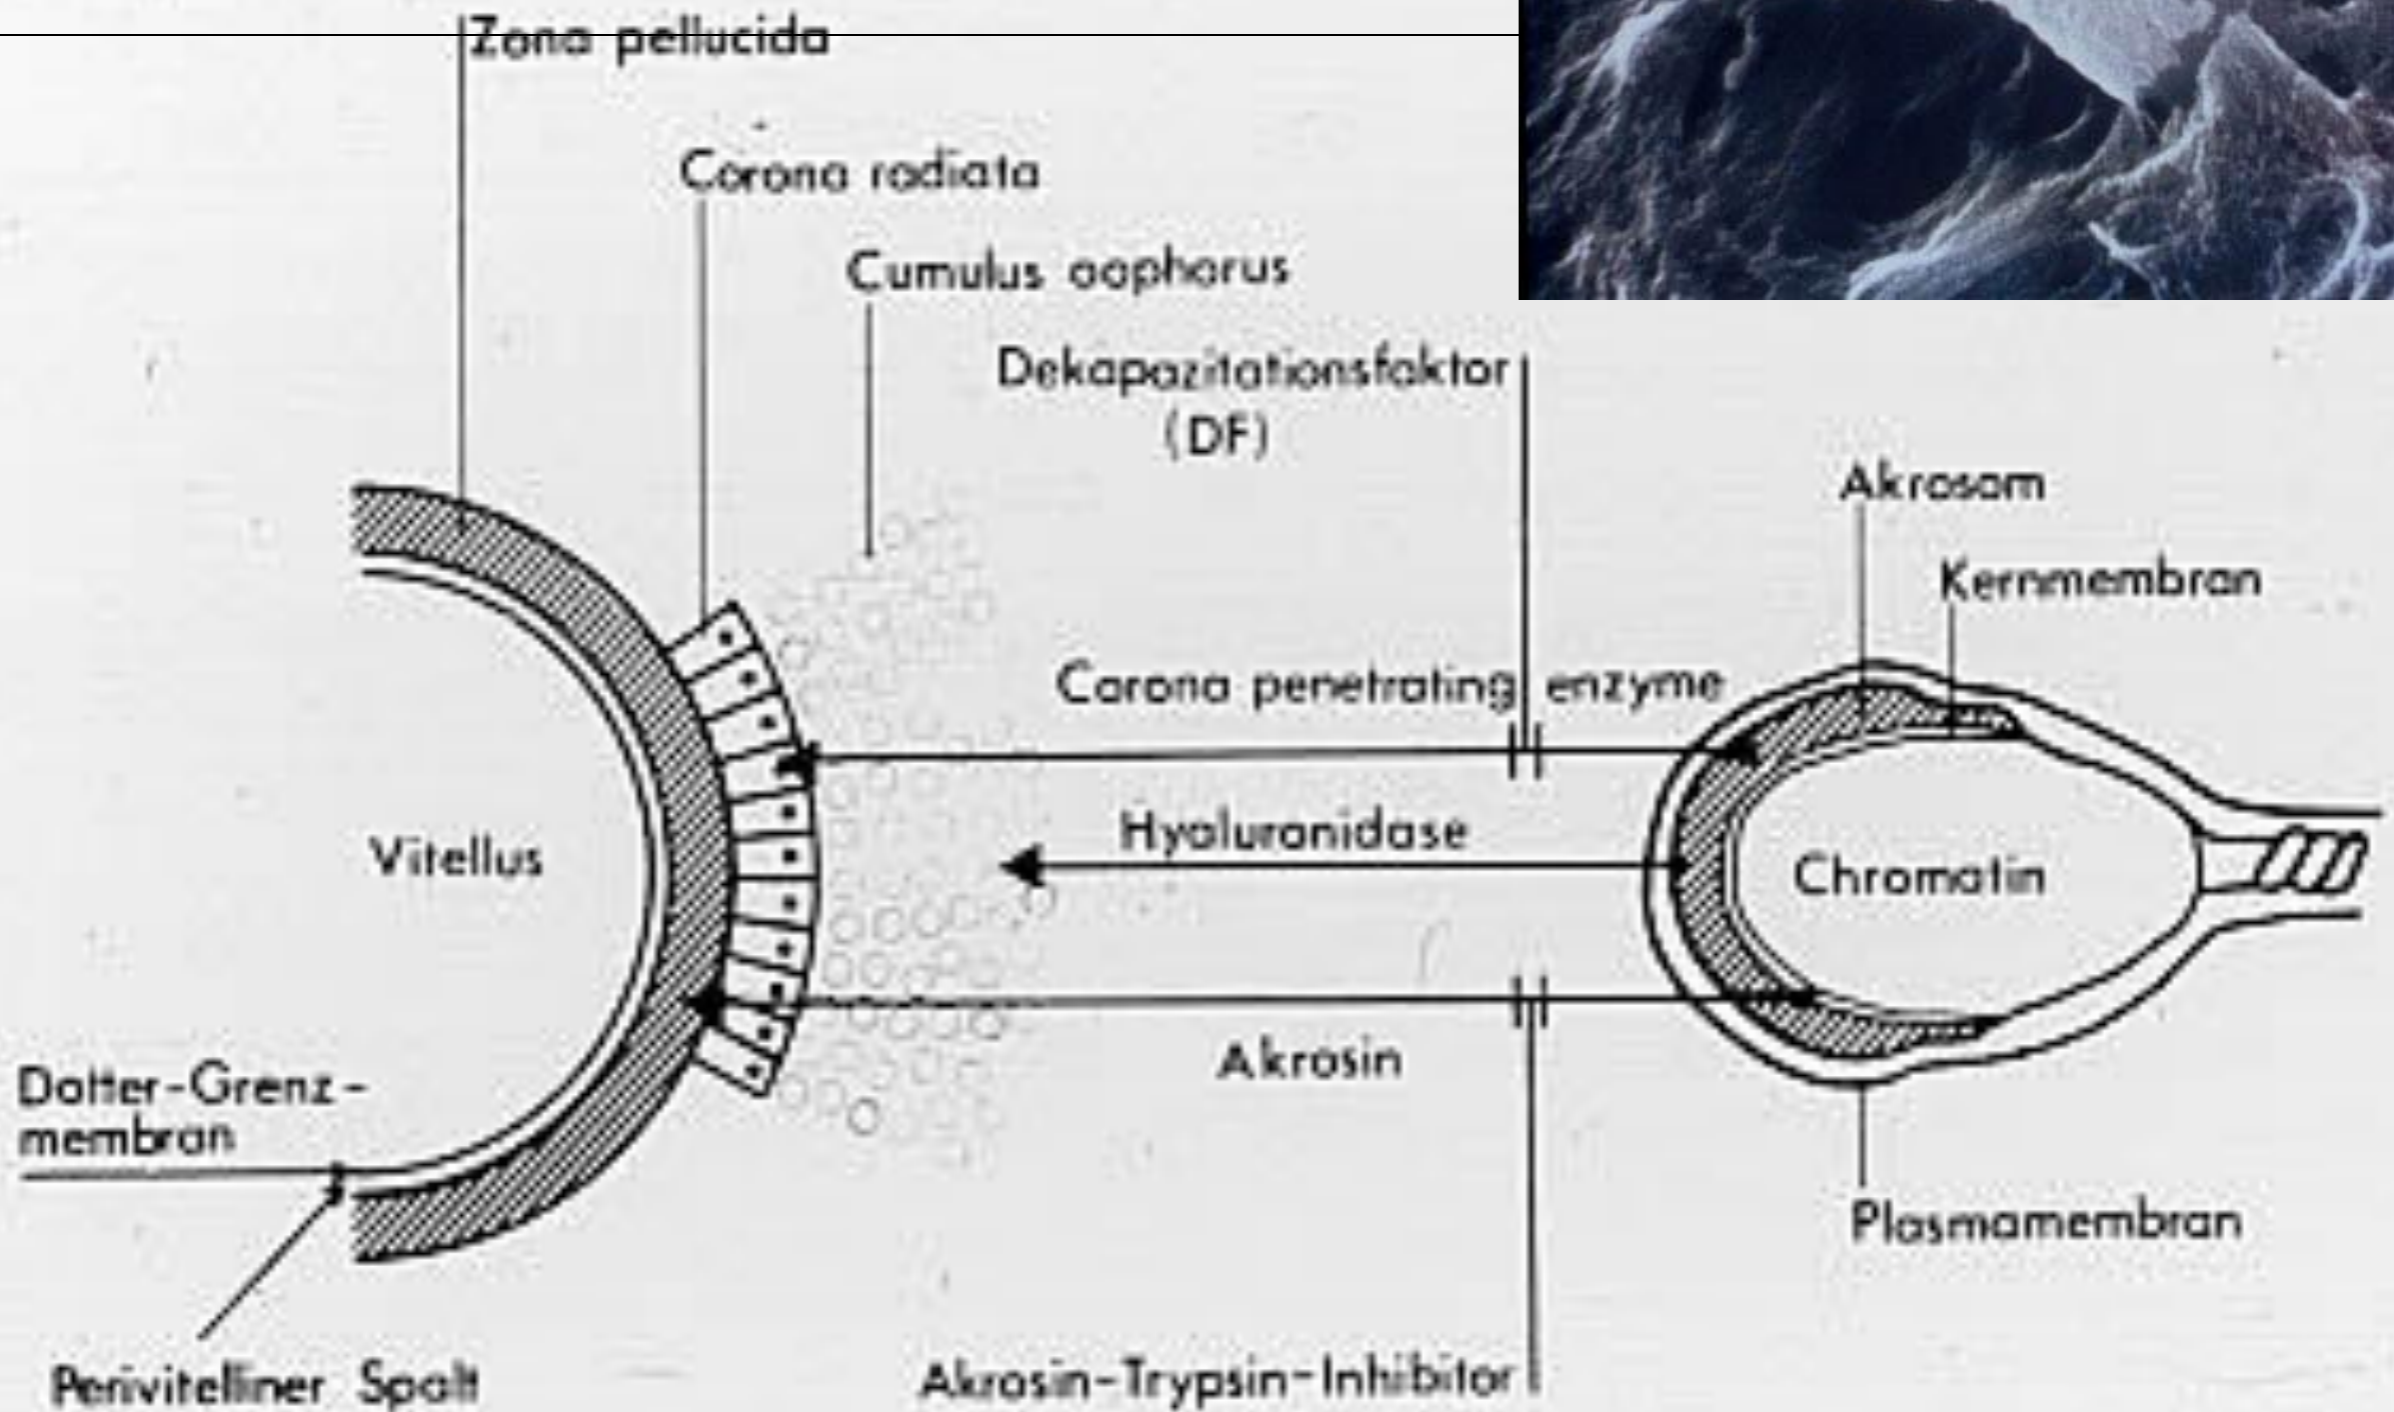 Zona pellucida
Corona radiata
Cumulus oophorus
Dekapazitationsfaktor
(DF)
Akrosom
Kernmembran
Corona penetrating enzyme
Hyaluronidase
Vitellus
Chromatin
Akrosin
Dotter-Grenz-
membran
Plasmamembran
Perivitelliner Spalt
Akrosin-Trypsin-Inhibitor